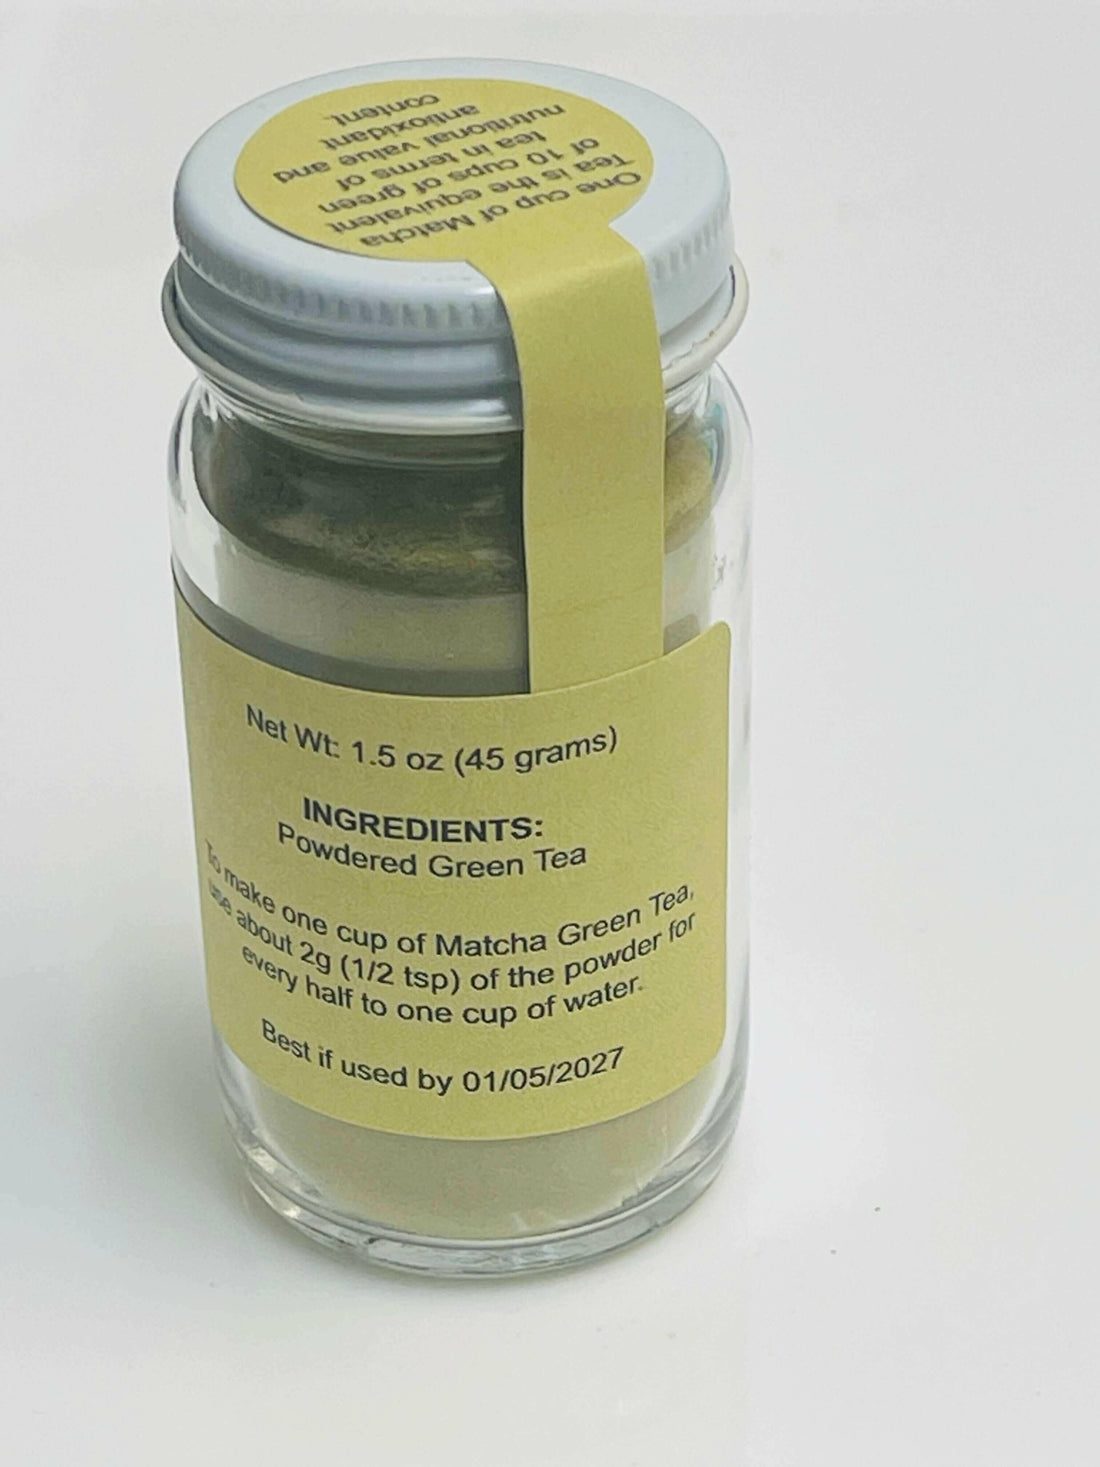 One cup of Matcha
Tea is the equivalent
of 10 cups of green
tea in terms of
nutritional value and
antioxidant
content.
Net Wt: 1.5 oz (45 grams)
INGREDIENTS:
Powdered Green Tea
To make one cup of Matcha Green Tea,
use about 2g (1/2 tsp) of the powder for
every half to one cup of water.
Best if used by 01/05/2027